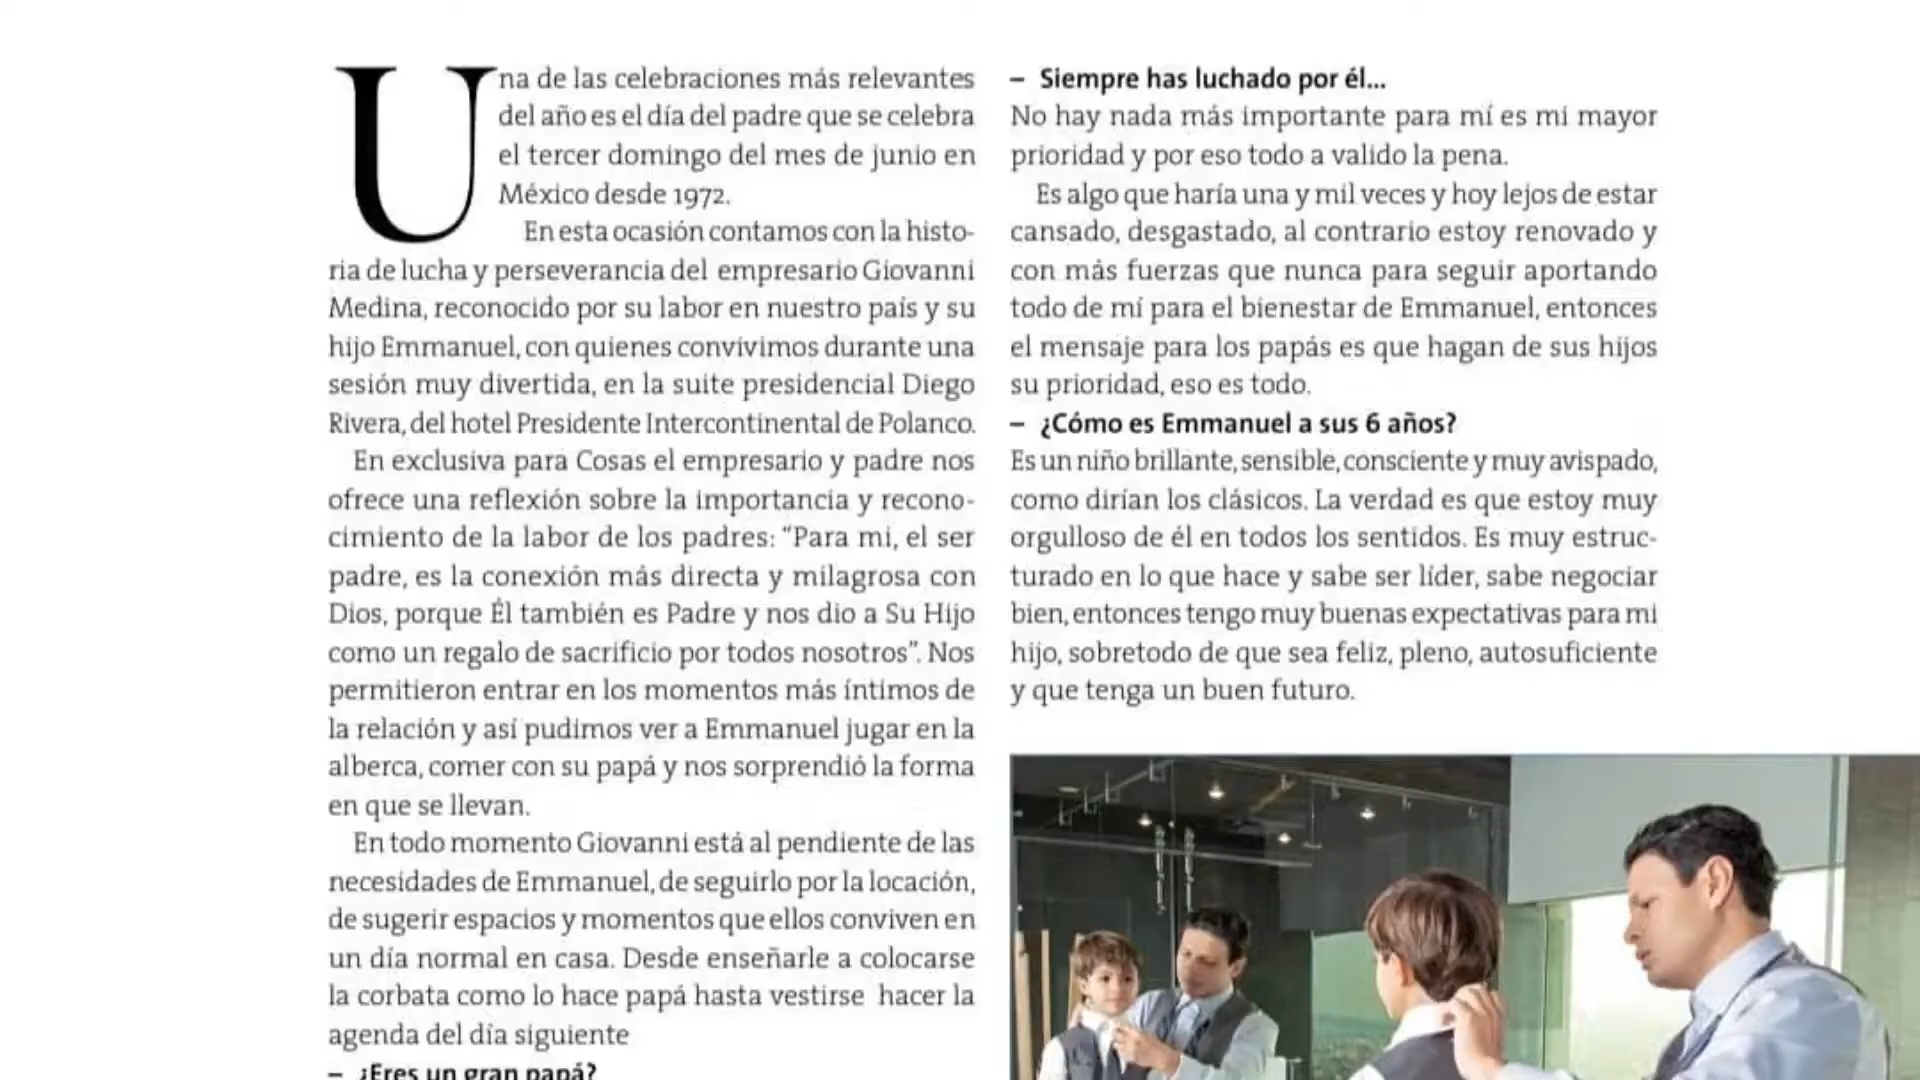 Una de las celebraciones más relevantes
del año es el día del padre que se celebra
el tercer domingo del mes de junio en
México desde 1972.
En esta ocasión contamos con la histo-
ria de lucha y perseverancia del empresario Giovanni
Medina, reconocido por su labor en nuestro país y su
hijo Emmanuel, con quienes convivimos durante una
sesión muy divertida, en la suite presidencial Diego
Rivera, del hotel Presidente Intercontinental de Polanco.
En exclusiva para Cosas el empresario y padre nos
ofrece una reflexión sobre la importancia y recono-
cimiento de la labor de los padres: “Para mi, el ser
padre, es la conexión más directa y milagrosa con
Dios, porque Él también es Padre y nos dio a Su Hijo
como un regalo de sacrificio por todos nosotros”. Nos
permitieron entrar en los momentos más íntimos de
la relación y así pudimos ver a Emmanuel jugar en la
alberca, comer con su papá y nos sorprendió la forma
en que se llevan.
En todo momento Giovanni está al pendiente de las
necesidades de Emmanuel, de seguirlo por la locación,
de sugerir espacios y momentos que ellos conviven en
un día normal en casa. Desde enseñarle a colocarse
la corbata como lo hace papá hasta vestirse hacer la
agenda del día siguiente
– ¿Eres un gran papá?
– Siempre has luchado por él...
No hay nada más importante para mí es mi mayor
prioridad y por eso todo a valido la pena.
Es algo que haría una y mil veces y hoy lejos de estar
cansado, desgastado, al contrario estoy renovado y
con más fuerzas que nunca para seguir aportando
todo de mí para el bienestar de Emmanuel, entonces
el mensaje para los papás es que hagan de sus hijos
su prioridad, eso es todo.
– ¿Cómo es Emmanuel a sus 6 años?
Es un niño brillante, sensible, consciente y muy avispado,
como dirían los clásicos. La verdad es que estoy muy
orgulloso de él en todos los sentidos. Es muy estruc-
turado en lo que hace y sabe ser líder, sabe negociar
bien, entonces tengo muy buenas expectativas para mi
hijo, sobretodo de que sea feliz, pleno, autosuficiente
y que tenga un buen futuro.